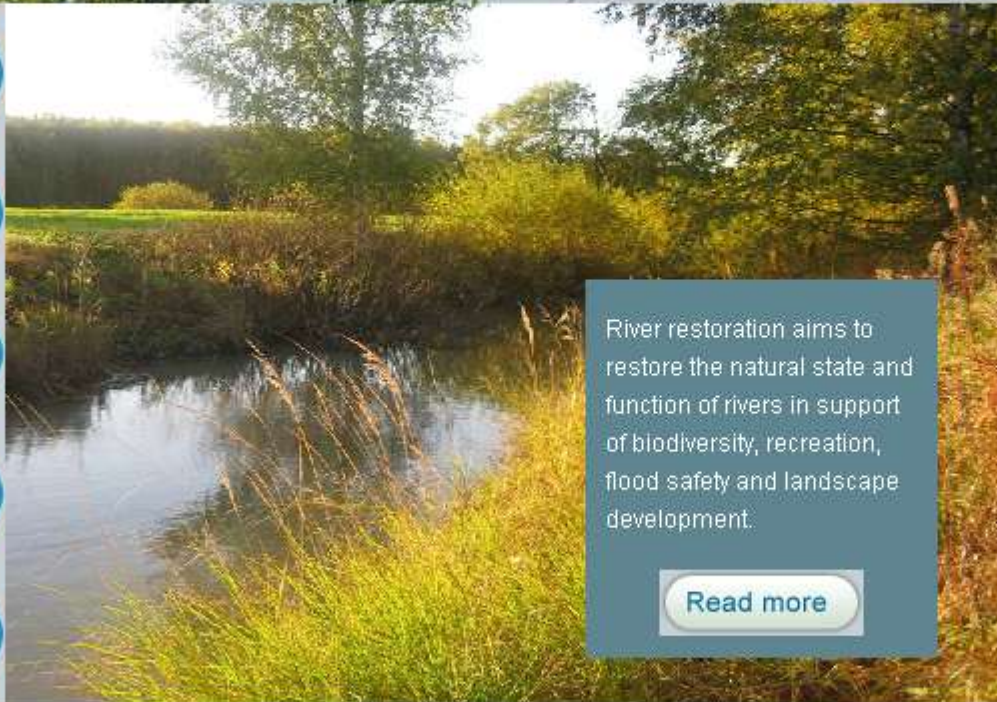 River restoration aims to
restore the natural state and
function of rivers in support
of biodiversity, recreation,
flood safety and landscape
development.
Read more